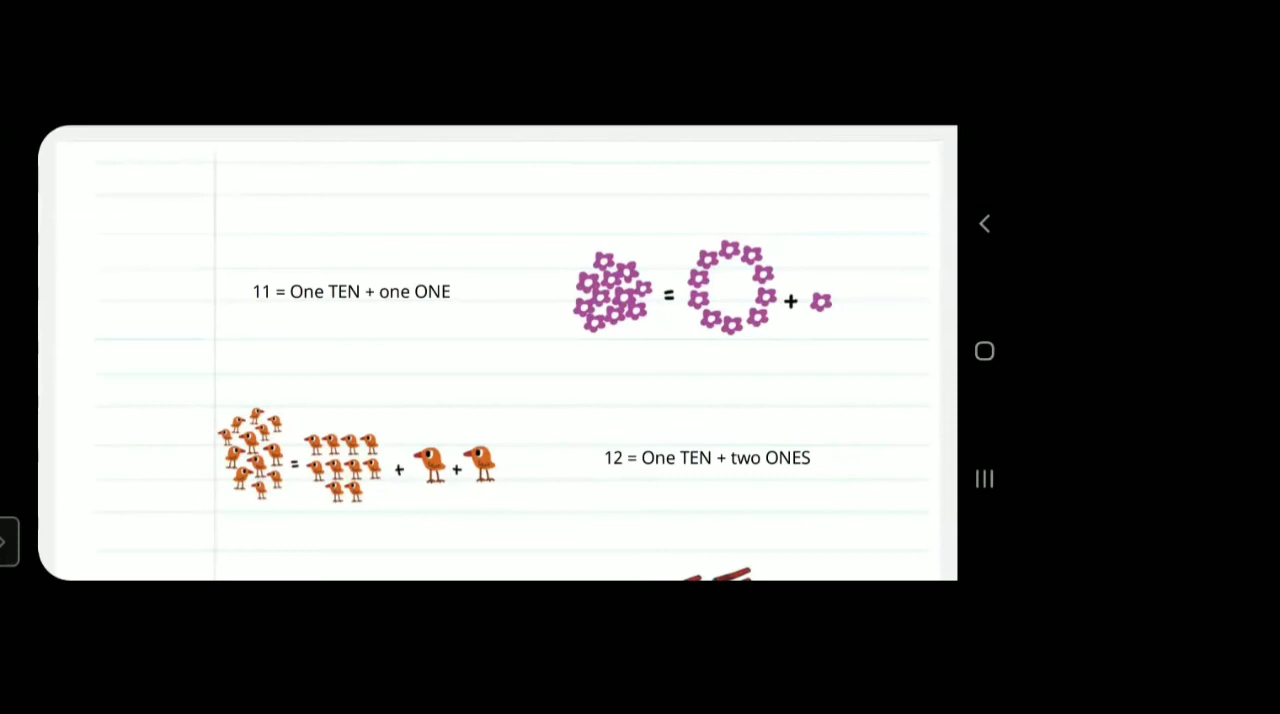 11 = One TEN + one ONE
= +
= + +
12 = One TEN + two ONES